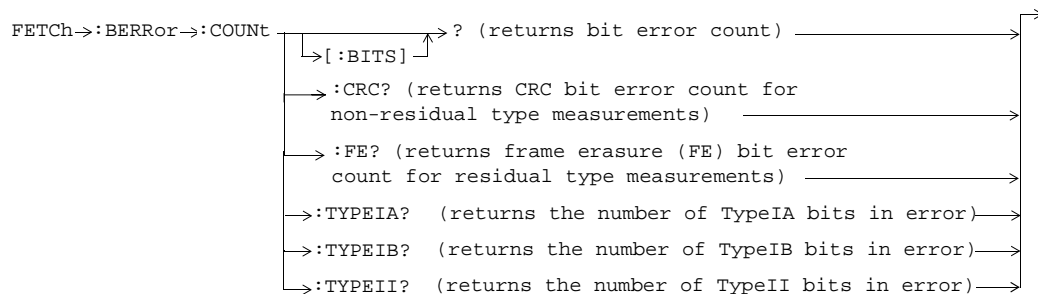 FETCh :BERRor :COUNt ? (returns bit error count)
[:BITS]
:CRC? (returns CRC bit error count for
non-residual type measurements)
:FE? (returns frame erasure (FE) bit error
count for residual type measurements)
:TYPEIA? (returns the number of TypeIA bits in error)
:TYPEIB? (returns the number of TypeIB bits in error)
:TYPEII? (returns the number of TypeII bits in error)